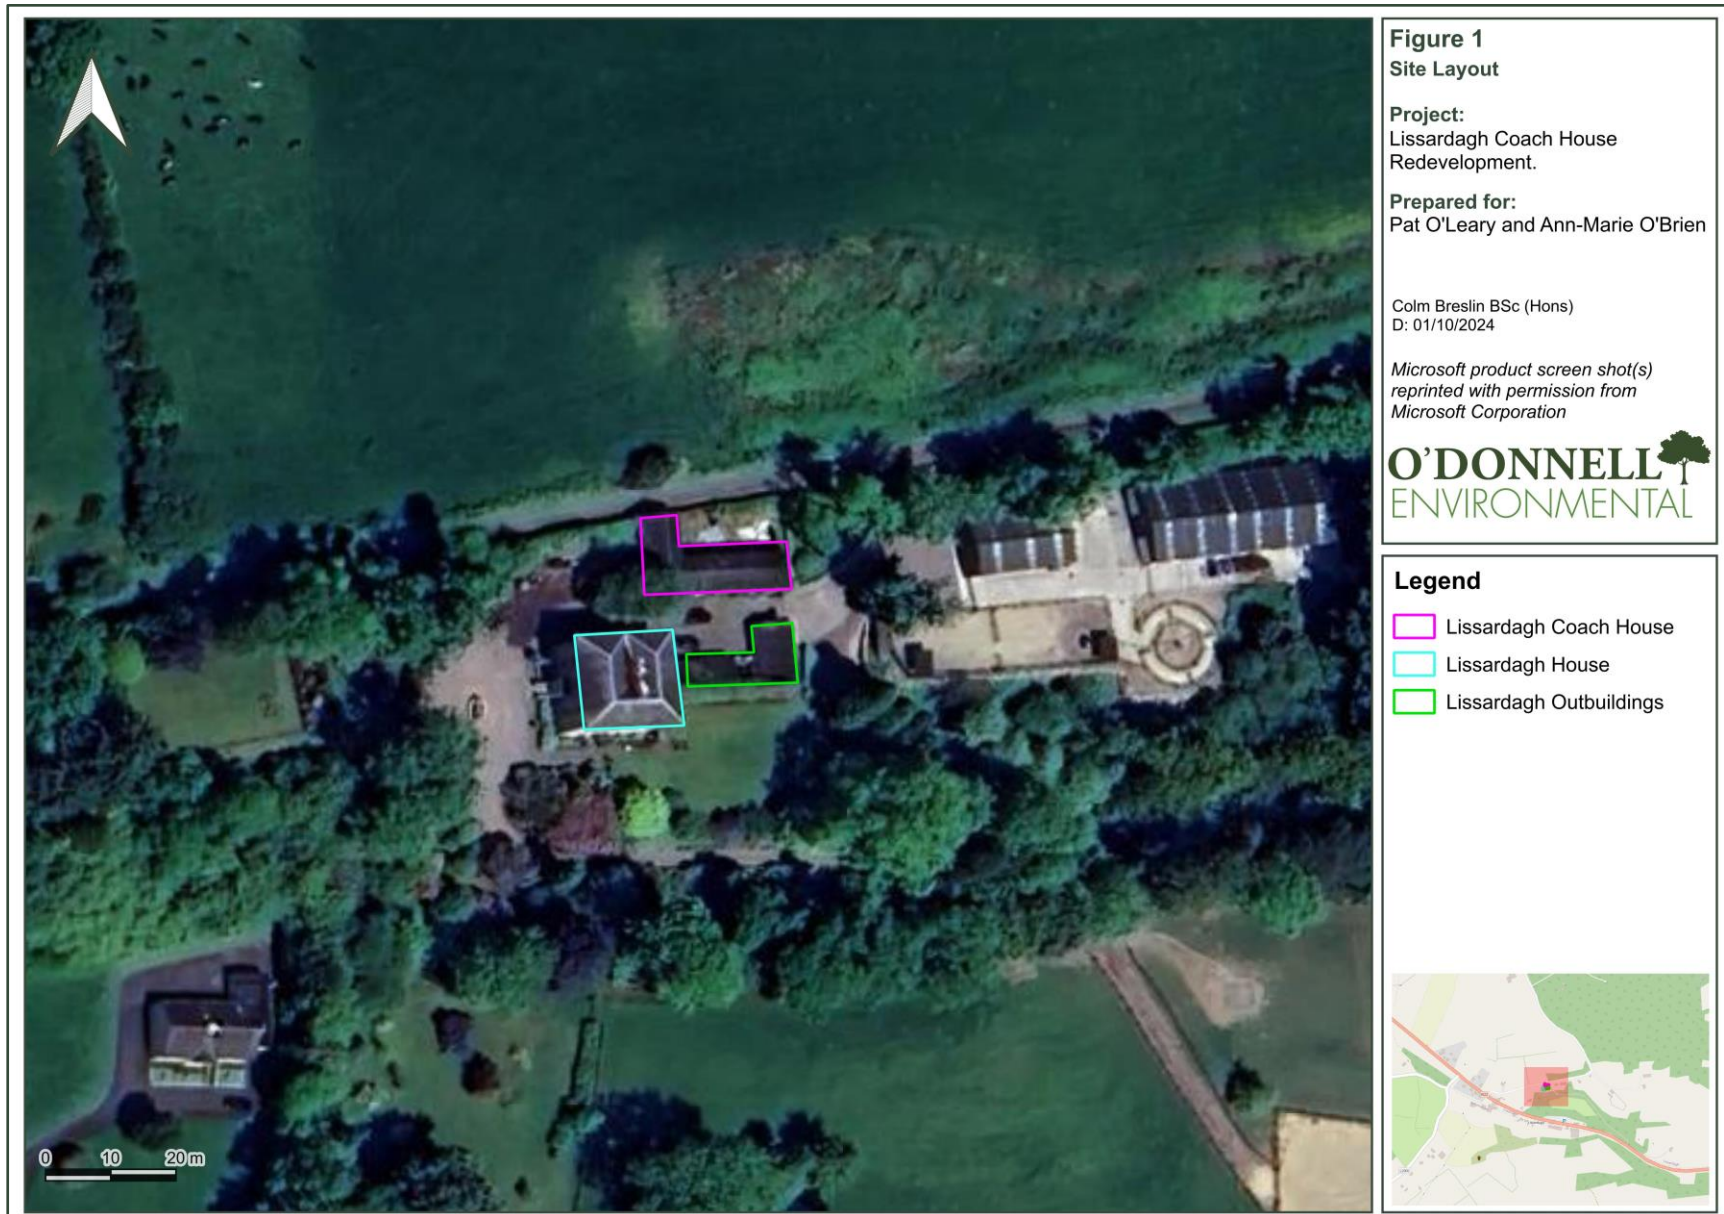 Figure 1
Site Layout
Project:
Lissardagh Coach House
Redevelopment.
Prepared for:
Pat O'Leary and Ann-Marie O'Brien
Colm Breslin BSc (Hons)
D: 01/10/2024
Microsoft product screen shot(s)
reprinted with permission from
Microsoft Corporation
O'DONNELL
ENVIRONMENTAL
Legend
Lissardagh Coach House
Lissardagh House
Lissardagh Outbuildings
0 10 20 m